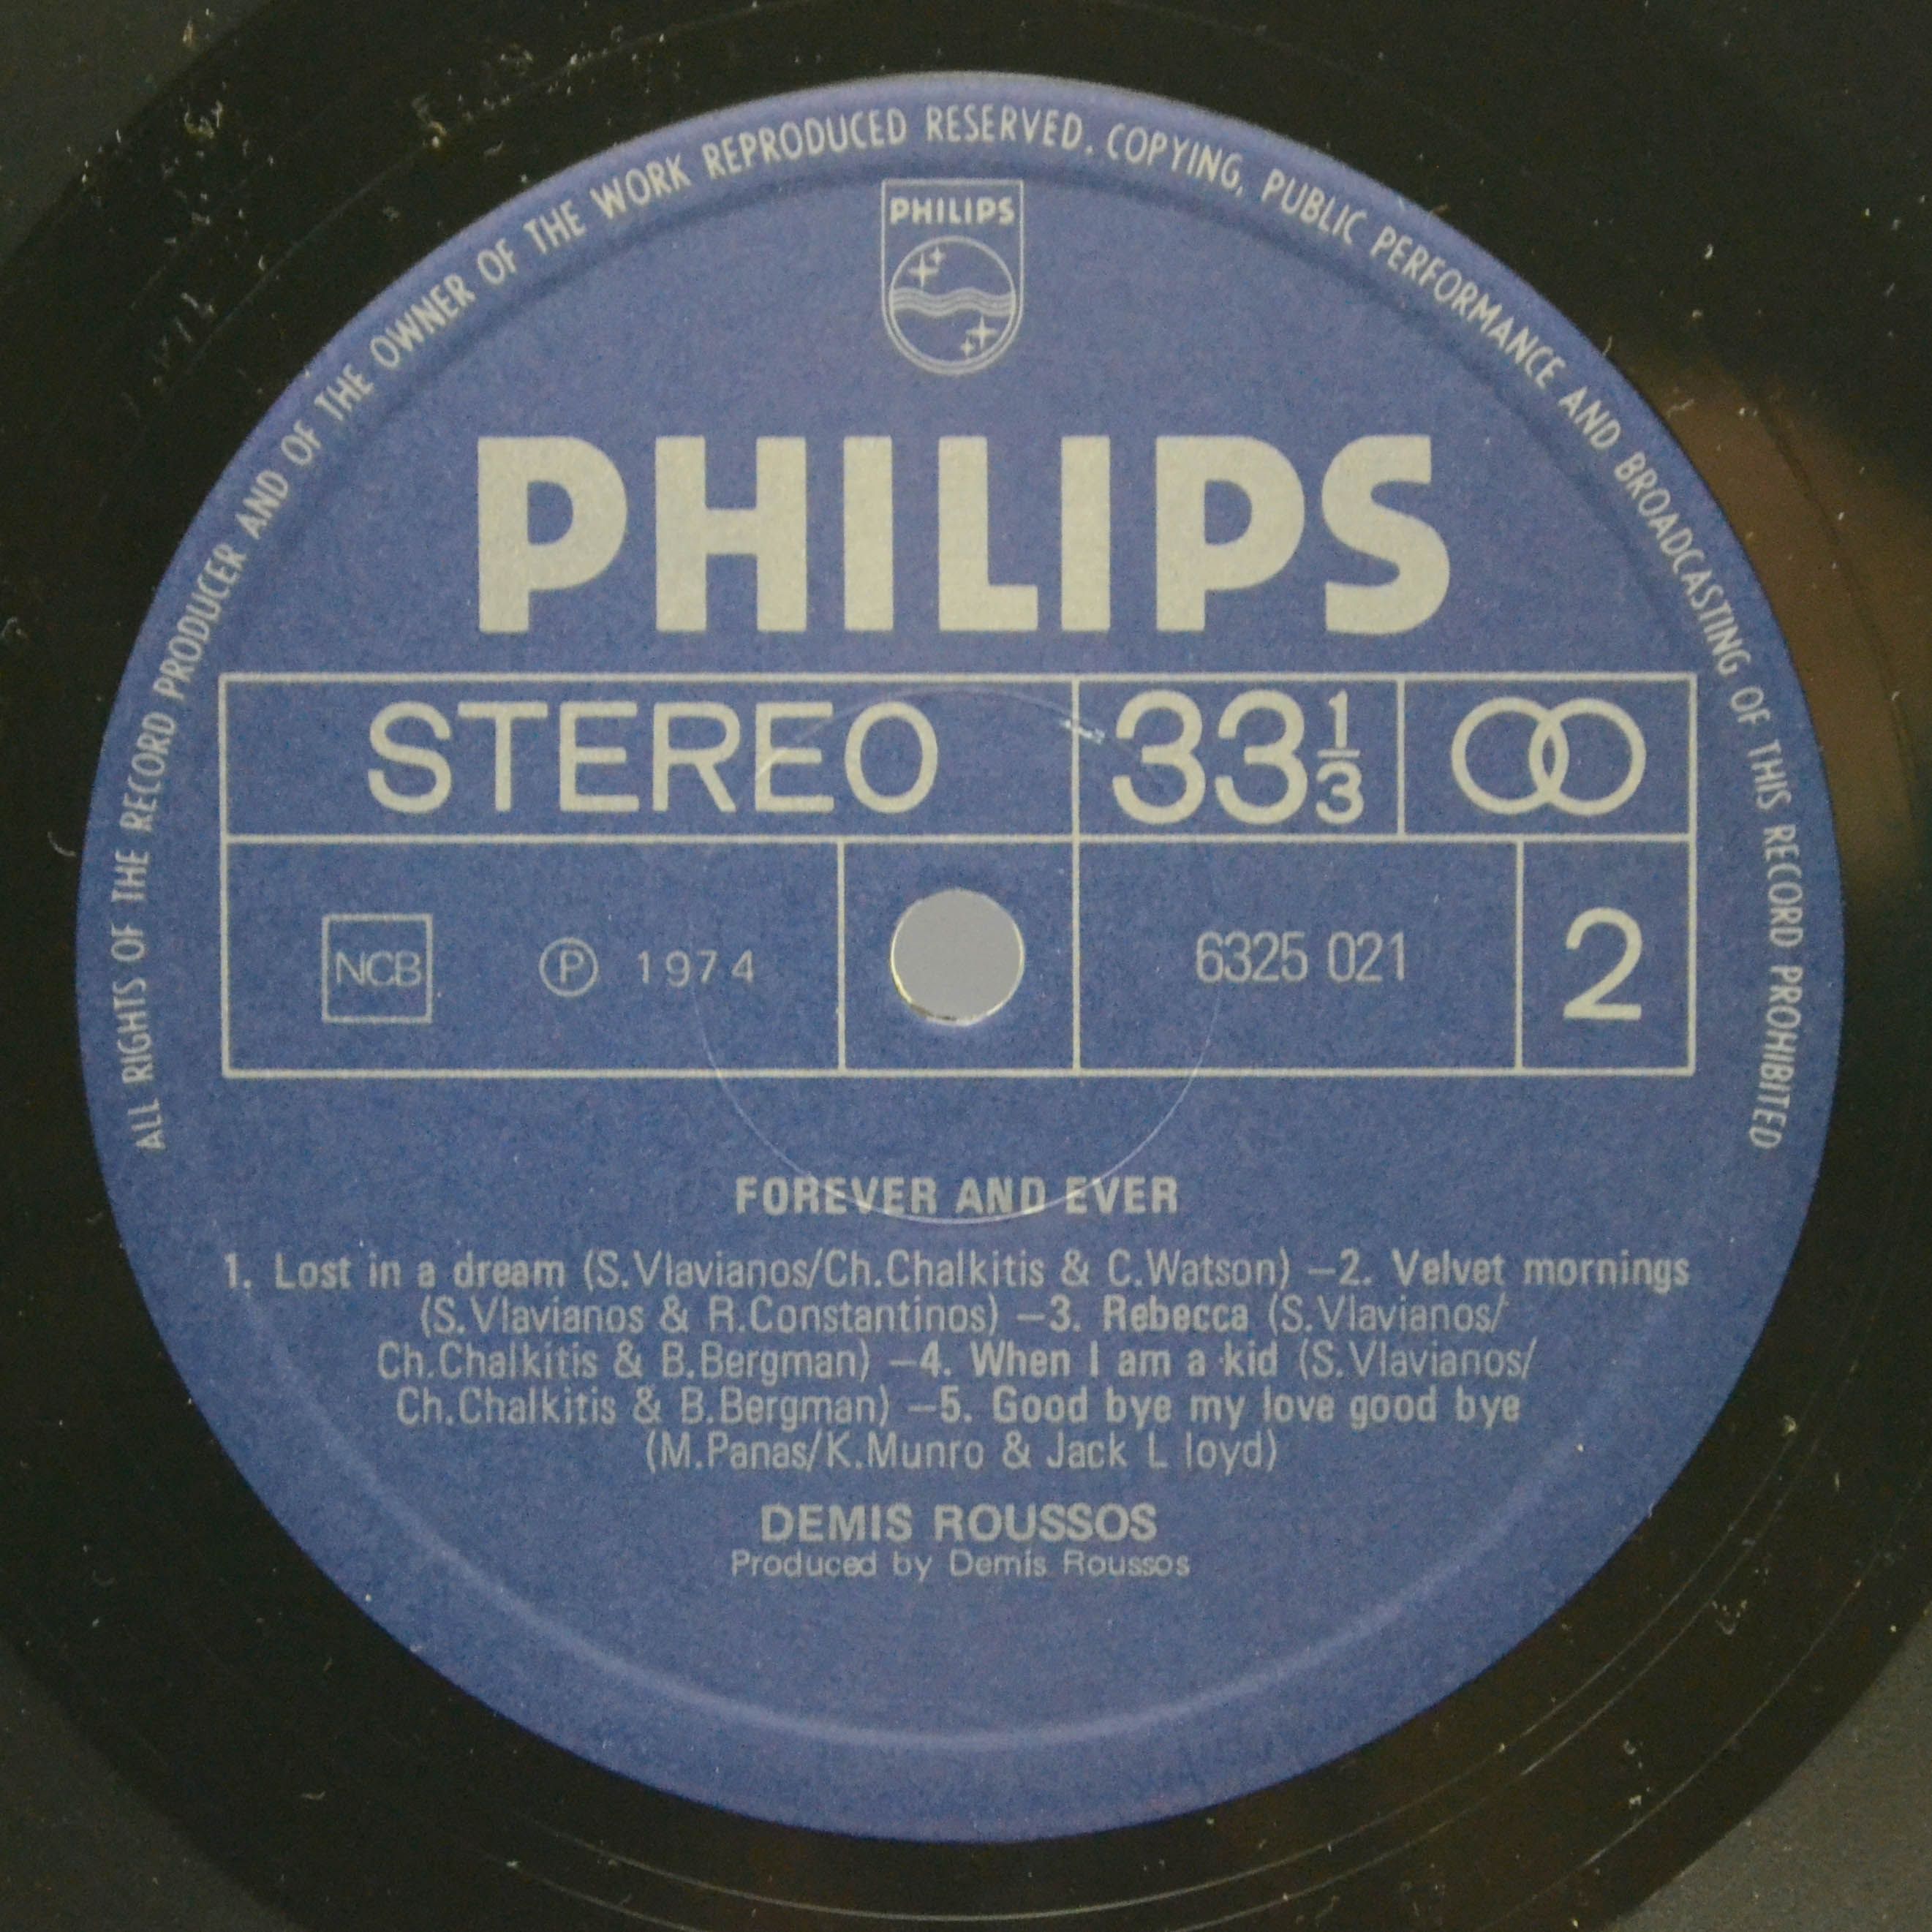 ALL RIGHTS OF THE RECORD PRODUCER AND OF THE OWNER OF THE WORK REPRODUCED RESERVED. COPYING, PUBLIC PERFORMANCE AND BROADCASTING OF THIS RECORD PROHIBITED
PHILIPS
PHILIPS
STEREO 33 1/3
NCB ℗ 1974 6325 021 2
FOREVER AND EVER
1. Lost in a dream (S.Vlavianos/Ch.Chalkitis & C.Watson) –2. Velvet mornings
(S.Vlavianos & R.Constantinos) –3. Rebecca (S.Vlavianos/
Ch.Chalkitis & B.Bergman) –4. When I am a kid (S.Vlavianos/
Ch.Chalkitis & B.Bergman) –5. Good bye my love good bye
(M.Panas/K.Munro & Jack L loyd)
DEMIS ROUSSOS
Produced by Demis Roussos